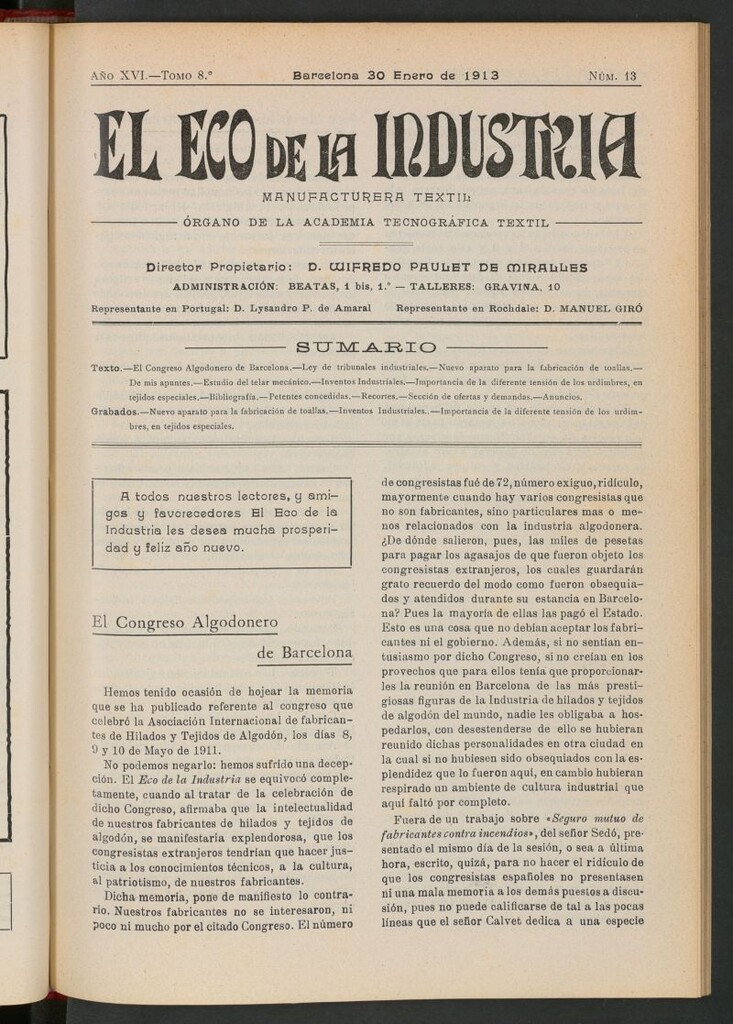 AÑO XVI.—TOMO 8.° Barcelona 30 Enero de 1913 NÚM. 13
EL ECO DE LA INDUSTRIA
MANUFACTURERA TEXTIL
ÓRGANO DE LA ACADEMIA TECNOGRÁFICA TEXTIL
Director Propietario: D. WIFREDO PAULET DE MIRALLES
ADMINISTRACIÓN: BEATAS, 1 bis, 1.° — TALLERES: GRAVINA, 10
Representante en Portugal: D. Lysandro P. de Amaral Representante en Rochdale: D. MANUEL GIRÓ
SUMARIO
Texto.—El Congreso Algodonero de Barcelona.—Ley de tribunales industriales.—Nuevo aparato para la fabricación de toallas.—
De mis apuntes.—Estudio del telar mecánico.—Inventos Industriales.—Importancia de la diferente tensión de los urdimbres, en
tejidos especiales.—Bibliografía.—Petentes concedidas.—Recortes.—Sección de ofertas y demandas.—Anuncios.
Grabados.—Nuevo aparato para la fabricación de toallas.—Inventos Industriales..—Importancia de la diferente tensión de los urdim-
bres, en tejidos especiales.
A todos nuestros lectores, y ami-
gos y favorecedores El Eco de la
Industria les desea mucha prosperi-
dad y feliz año nuevo.
El Congreso Algodonero
de Barcelona
Hemos tenido ocasión de hojear la memoria
que se ha publicado referente al congreso que
celebró la Asociación Internacional de fabrican-
tes de Hilados y Tejidos de Algodón, los días 8,
9 y 10 de Mayo de 1911.
No podemos negarlo: hemos sufrido una decep-
ción. El Eco de la Industria se equivocó comple-
tamente, cuando al tratar de la celebración de
dicho Congreso, afirmaba que la intelectualidad
de nuestros fabricantes de hilados y tejidos de
algodón, se manifestaría explendorosa, que los
congresistas extranjeros tendrían que hacer jus-
ticia a los conocimientos técnicos, a la cultura,
al patriotismo, de nuestros fabricantes.
Dicha memoria, pone de manifiesto lo contra-
rio. Nuestros fabricantes no se interesaron, ni
poco ni mucho por el citado Congreso. El número
de congresistas fué de 72, número exiguo, ridículo,
mayormente cuando hay varios congresistas que
no son fabricantes, sino particulares mas o me-
nos relacionados con la industria algodonera.
¿De dónde salieron, pues, las miles de pesetas
para pagar los agasajos de que fueron objeto los
congresistas extranjeros, los cuales guardarán
grato recuerdo del modo como fueron obsequia-
dos y atendidos durante su estancia en Barcelo-
na? Pues la mayoría de ellas las pagó el Estado.
Esto es una cosa que no debían aceptar los fabri-
cantes ni el gobierno. Además, si no sentían en-
tusiasmo por dicho Congreso, si no creían en los
provechos que para ellos tenía que proporcionar-
les la reunión en Barcelona de las más presti-
giosas figuras de la Industria de hilados y tejidos
de algodón del mundo, nadie les obligaba a hos-
pedarlos, con desestenderse de ello se hubieran
reunido dichas personalidades en otra ciudad en
la cual si no hubiesen sido obsequiados con la es-
plendidez que lo fueron aquí, en cambio hubieran
respirado un ambiente de cultura industrial que
aquí faltó por completo.
Fuera de un trabajo sobre «Seguro mutuo de
fabricantes contra incendios», del señor Sedó, pre-
sentado el mismo día de la sesión, o sea a última
hora, escrito, quizá, para no hacer el ridículo de
que los congresistas españoles no presentasen
ni una mala memoria a los demás puestos a discu-
sión, pues no puede calificarse de tal a las pocas
líneas que el señor Calvet dedica a una especie